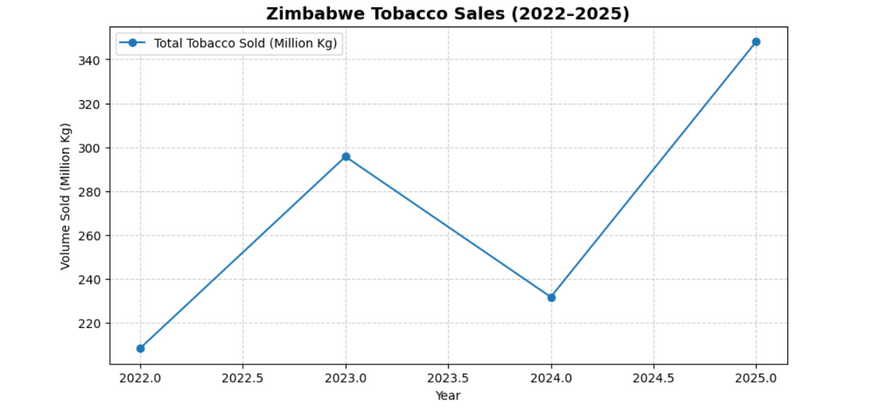 Zimbabwe Tobacco Sales (2022–2025)
Total Tobacco Sold (Million Kg)
Volume Sold (Million Kg)
340
320
300
280
260
240
220
2022.0 2022.5 2023.0 2023.5 2024.0 2024.5 2025.0
Year